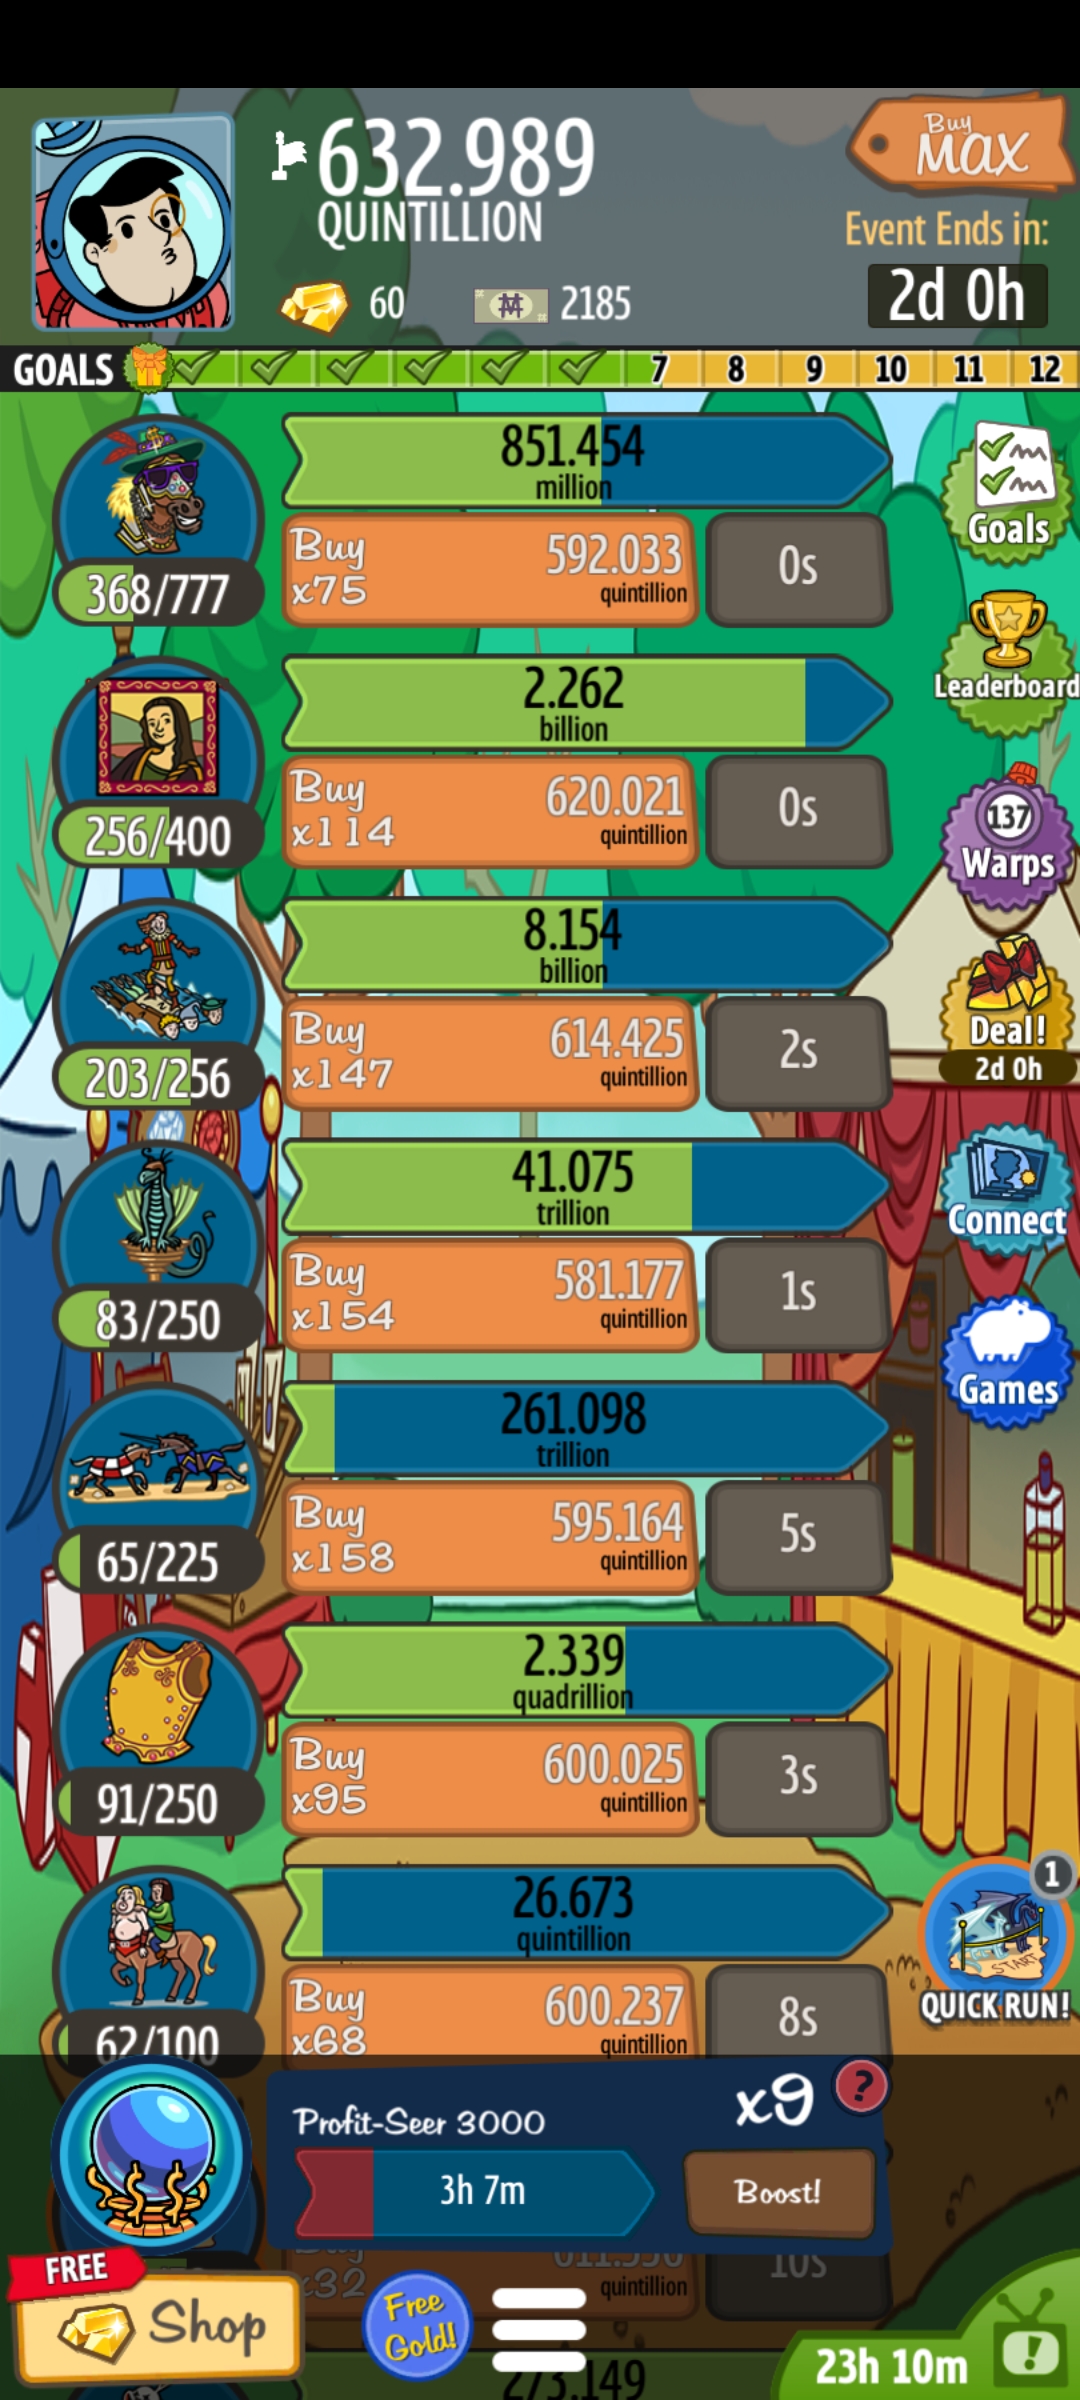 632.989
QUINTILLION
60
2185
Buy
MAX
Event Ends in:
2d 0h
GOALS
7 8 9 10 11 12
851.454
million
Buy
x75
592.033
quintillion
0s
368/777
Goals
2.262
billion
Buy
x114
620.021
quintillion
0s
256/400
Leaderboard
137
Warps
8.154
billion
Buy
x147
614.425
quintillion
2s
203/256
Deal!
2d 0h
41.075
trillion
Buy
x154
581.177
quintillion
1s
83/250
Connect
Games
261.098
trillion
Buy
x158
595.164
quintillion
5s
65/225
2.339
quadrillion
Buy
x95
600.025
quintillion
3s
91/250
26.673
quintillion
Buy
x68
600.237
quintillion
8s
62/100
1
START
QUICK RUN!
Profit-Seer 3000
x9
?
3h 7m
Boost!
Buy
x32
quintillion
10s
FREE
Shop
Free
Gold!
273.149
23h 10m
!